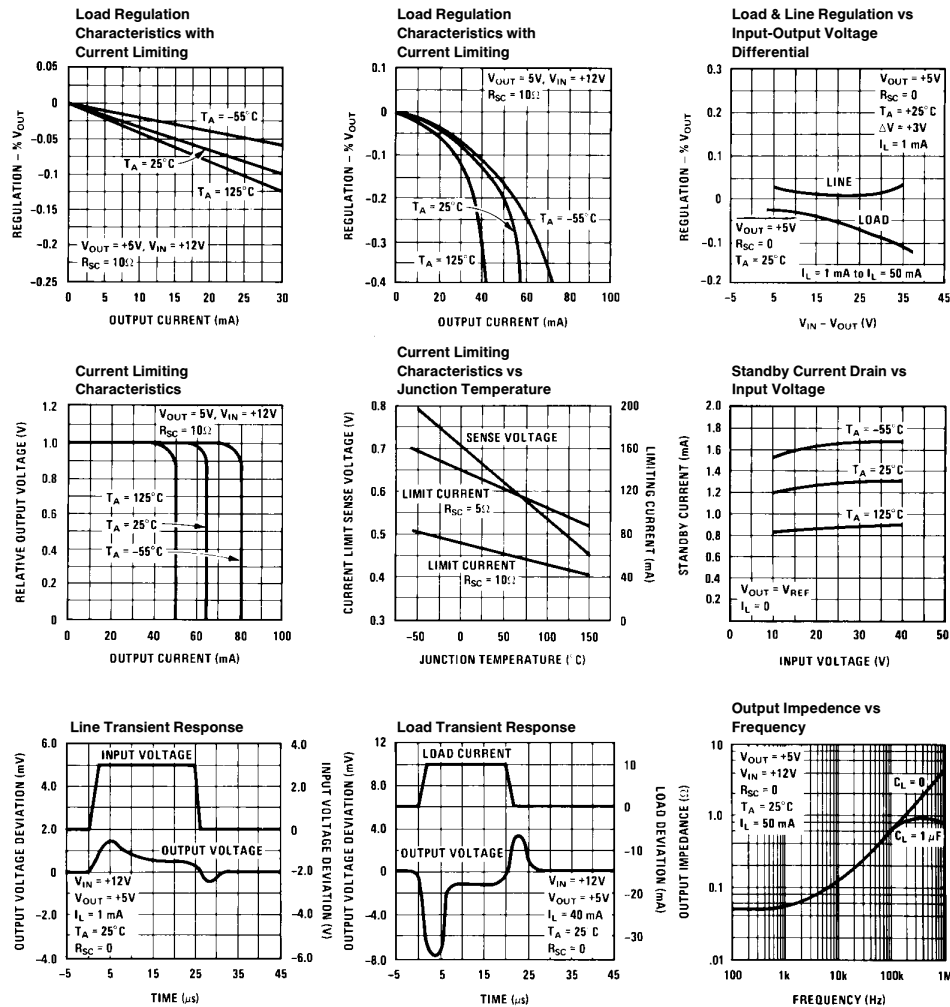 Load Regulation
Characteristics with
Current Limiting
0.05
0
-0.05
-0.1
-0.15
-0.2
-0.25
REGULATION – % VOUT
TA = –55°C
TA = 25°C
TA = 125°C
VOUT = +5V, VIN = +12V
RSC = 10Ω
0 5 10 15 20 25 30
OUTPUT CURRENT (mA)
Load Regulation
Characteristics with
Current Limiting
0.1
0
-0.1
-0.2
-0.3
-0.4
REGULATION – % VOUT
VOUT = 5V, VIN = +12V
RSC = 10Ω
TA = 25°C
TA = –55°C
TA = 125°C
0 20 40 60 80 100
OUTPUT CURRENT (mA)
Load & Line Regulation vs
Input-Output Voltage
Differential
0.3
0.2
0.1
0
-0.1
-0.2
REGULATION – % VOUT
VOUT = +5V
RSC = 0
TA = +25°C
ΔV = +3V
IL = 1 mA
LINE
LOAD
VOUT = +5V
RSC = 0
TA = 25°C
IL = 1 mA to IL = 50 mA
-5 5 15 25 35 45
VIN – VOUT (V)
Current Limiting
Characteristics
1.2
1.0
0.8
0.6
0.4
0.2
0
RELATIVE OUTPUT VOLTAGE (V)
VOUT = 5V, VIN = +12V
RSC = 10Ω
TA = 125°C
TA = 25°C
TA = –55°C
0 20 40 60 80 100
OUTPUT CURRENT (mA)
Current Limiting
Characteristics vs
Junction Temperature
0.8
0.7
0.6
0.5
0.4
0.3
CURRENT LIMIT SENSE VOLTAGE (V)
SENSE VOLTAGE
LIMIT CURRENT
RSC = 5Ω
LIMIT CURRENT
RSC = 10Ω
200
160
120
80
40
0
LIMITING CURRENT (mA)
-50 0 50 100 150
JUNCTION TEMPERATURE (°C)
Standby Current Drain vs
Input Voltage
2.0
1.8
1.6
1.4
1.2
1.0
0.8
0.6
0.4
0.2
STANDBY CURRENT (mA)
TA = –55°C
TA = 25°C
TA = 125°C
VOUT = VREF
IL = 0
0 10 20 30 40 50
INPUT VOLTAGE (V)
Line Transient Response
6.0
4.0
2.0
0
-2.0
-4.0
OUTPUT VOLTAGE DEVIATION (mV)
INPUT VOLTAGE
OUTPUT VOLTAGE
VIN = +12V
VOUT = +5V
IL = 1 mA
TA = 25°C
RSC = 0
4.0
2.0
0
-2.0
-4.0
-6.0
INPUT VOLTAGE DEVIATION (V)
-5 5 15 25 35 45
TIME (μs)
Load Transient Response
12
10
8
4.0
0
-4.0
-8.0
OUTPUT VOLTAGE DEVIATION (mV)
LOAD CURRENT
OUTPUT VOLTAGE
VIN = +12V
VOUT = +5V
IL = 40 mA
TA = 25 C
RSC = 0
10
0
-10
-20
-30
LOAD DEVIATION (mA)
-5 5 15 25 35 45
TIME (μs)
Output Impedence vs
Frequency
10
1.0
0.1
.01
OUTPUT IMPEDANCE (Ω)
VOUT = +5V
VIN = +12V
RSC = 0
TA = 25°C
IL = 50 mA
CL = 0
CL = 1 μF
100 1k 10k 100k 1M
FREQUENCY (Hz)